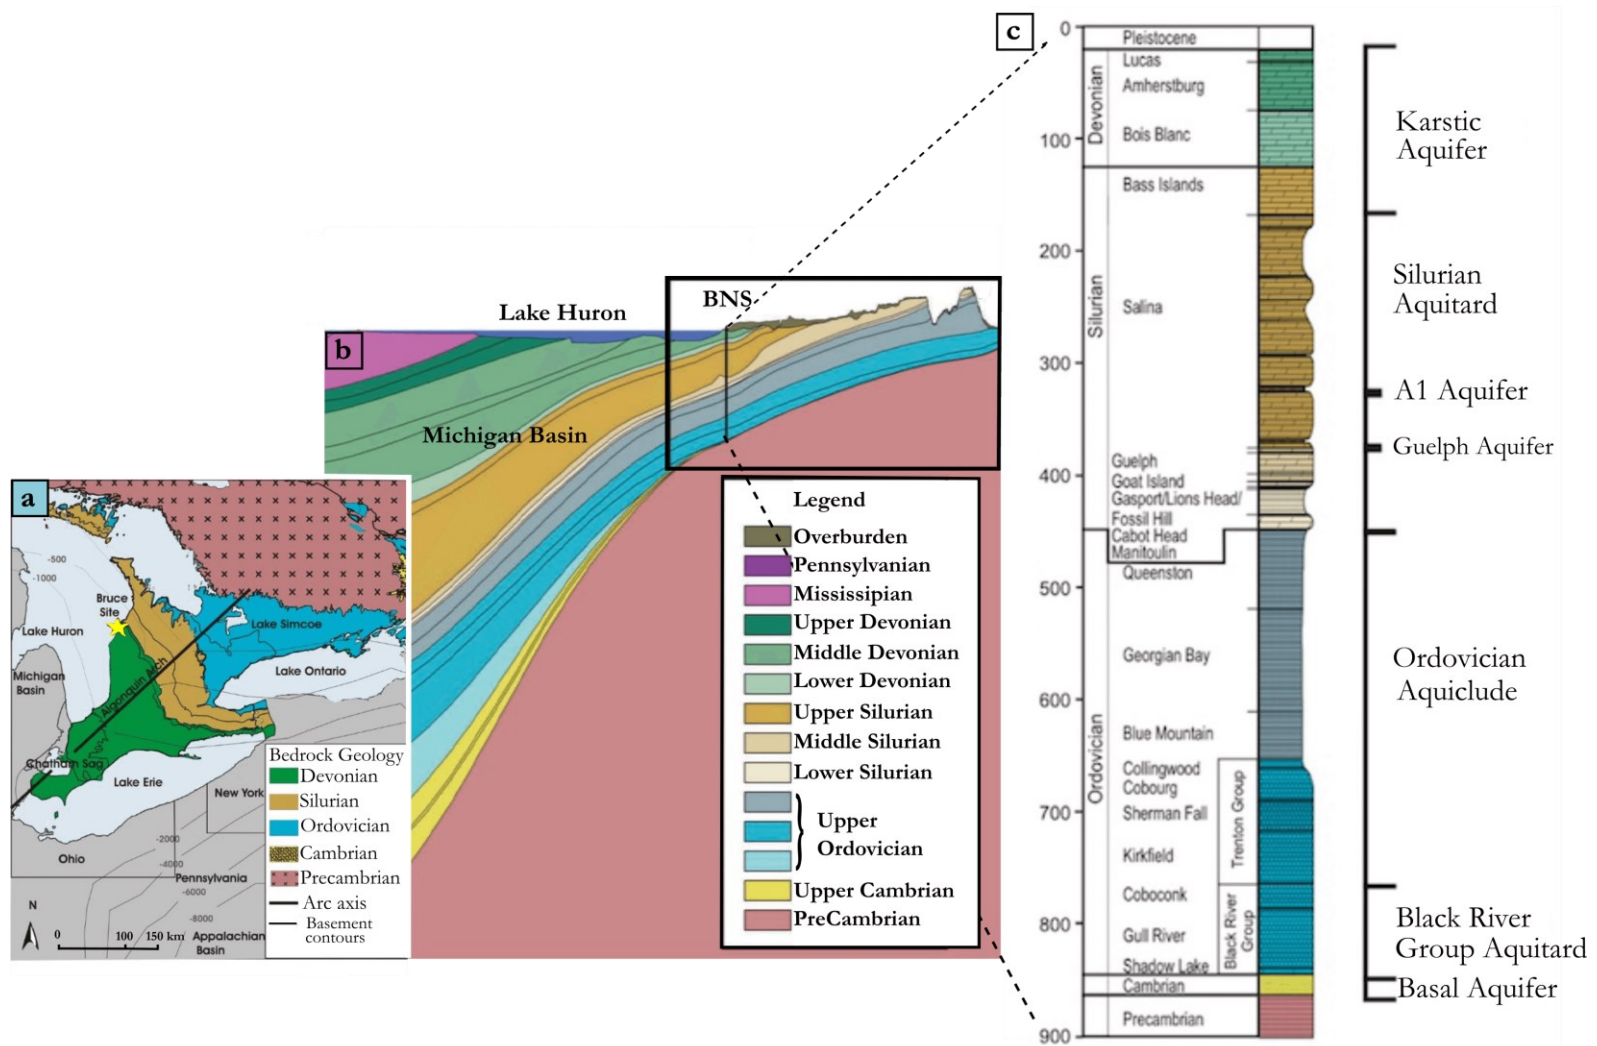 a
-500
-1000
Bruce
Site
Lake Huron
Lake Simcoe
Michigan
Basin
Lake Ontario
Algonquin Arch
Chatham Sag
Lake Erie
New York
Ohio
-2000
-4000
Pennsylvania
-6000
-8000
Appalachian
Basin
N
0 100 150 km
Bedrock Geology
Devonian
Silurian
Ordovician
Cambrian
Precambrian
Arc axis
Basement
contours
b
Lake Huron
BNS
Michigan Basin
Legend
Overburden
Pennsylvanian
Mississipian
Upper Devonian
Middle Devonian
Lower Devonian
Upper Silurian
Middle Silurian
Lower Silurian
Upper
Ordovician
Upper Cambrian
PreCambrian
c
0
100
200
300
400
500
600
700
800
900
Devonian
Silurian
Ordovician
Pleistocene
Lucas
Amherstburg
Bois Blanc
Bass Islands
Salina
Guelph
Goat Island
Gasport/Lions Head/
Fossil Hill
Cabot Head
Manitoulin
Queenston
Georgian Bay
Blue Mountain
Collingwood
Cobourg
Sherman Fall
Kirkfield
Coboconk
Gull River
Shadow Lake
Cambrian
Precambrian
Trenton Group
Black River
Group
Karstic
Aquifer
Silurian
Aquitard
A1 Aquifer
Guelph Aquifer
Ordovician
Aquiclude
Black River
Group Aquitard
Basal Aquifer